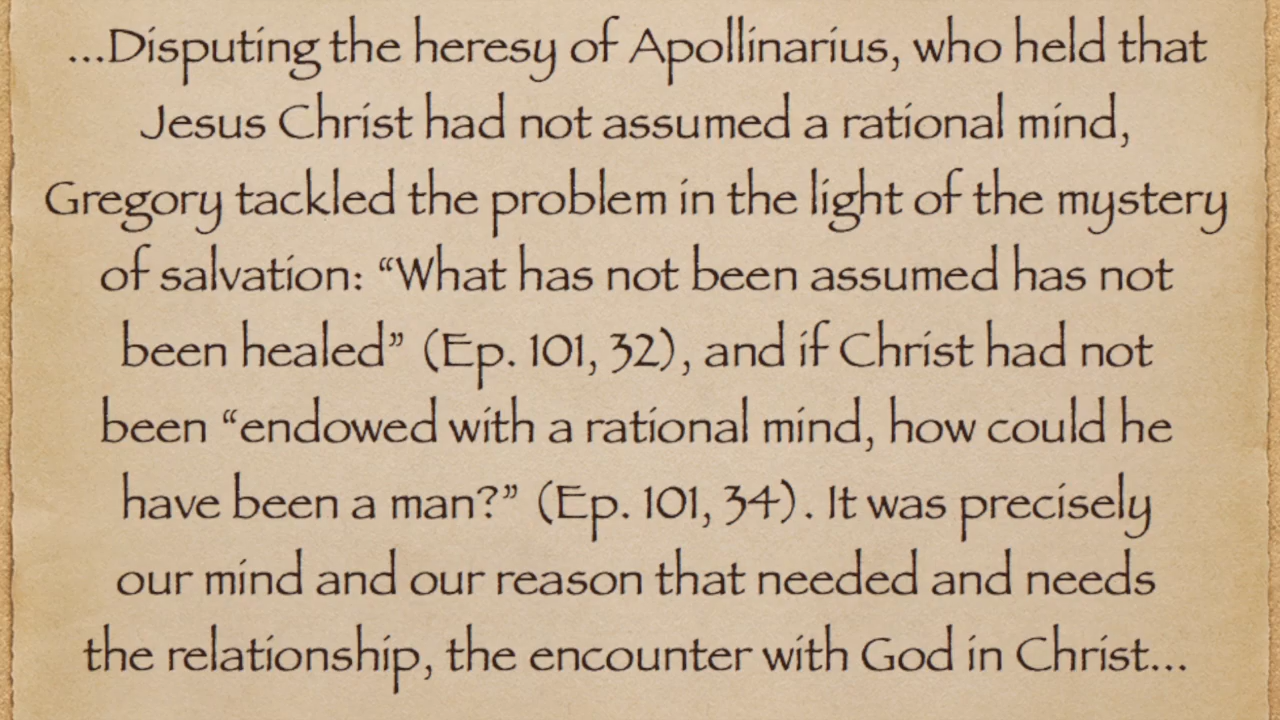 ...Disputing the heresy of Apollinarius, who held that
Jesus Christ had not assumed a rational mind,
Gregory tackled the problem in the light of the mystery
of salvation: “What has not been assumed has not
been healed” (Ep. 101, 32), and if Christ had not
been “endowed with a rational mind, how could he
have been a man?” (Ep. 101, 34). It was precisely
our mind and our reason that needed and needs
the relationship, the encounter with God in Christ...